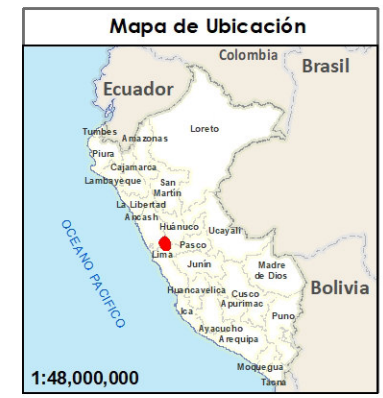 Mapa de Ubicación
Colombia
Brasil
Ecuador
Tumbes
Amazonas
Loreto
Piura
Cajamarca
Lambayeque
San
Martín
La Libertad
Ancash
Huánuco
Ucayali
Pasco
Lima
Junín
Madre
de Dios
OCEANO PACIFICO
Huancavelica
Cusco
Bolivia
Apurimac
Ica
Puno
Ayacucho
Arequipa
Moquegua
Tacna
1:48,000,000